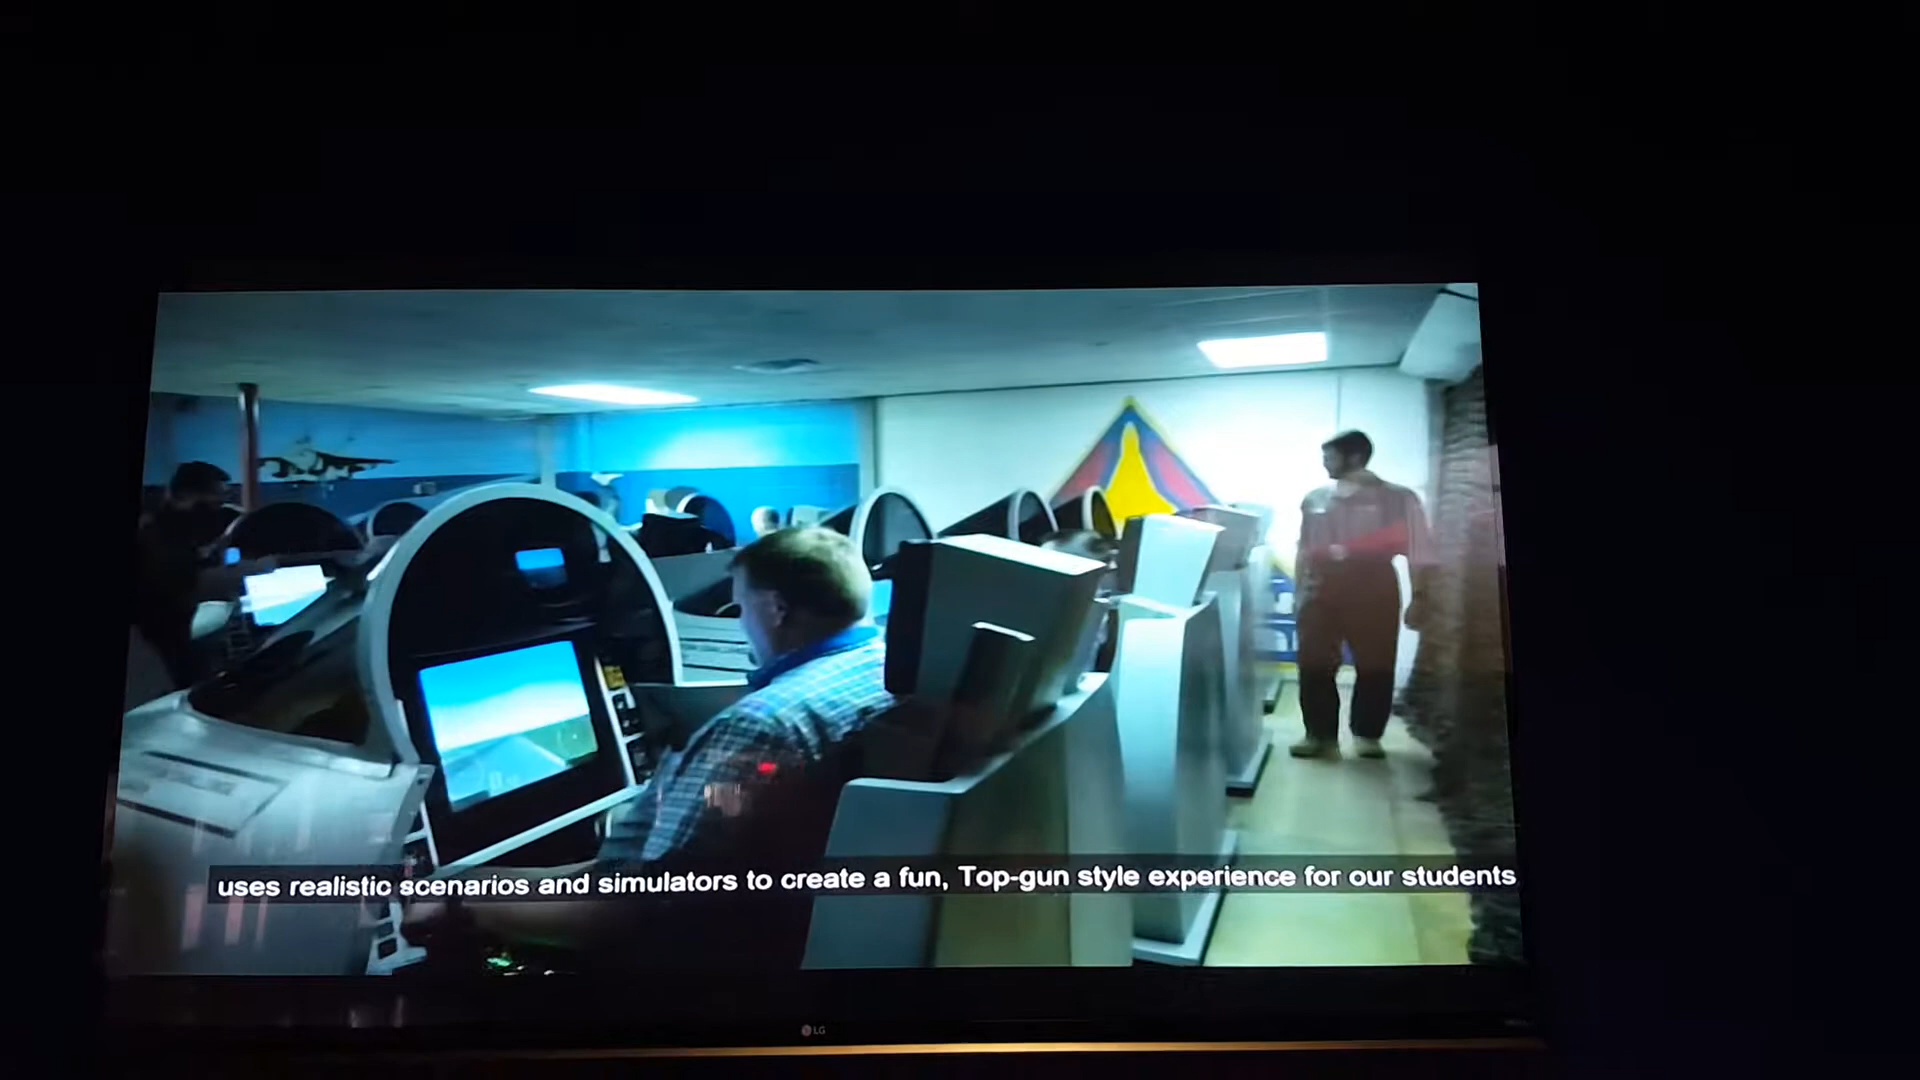 uses realistic scenarios and simulators to create a fun, Top-gun style experience for our students
LG